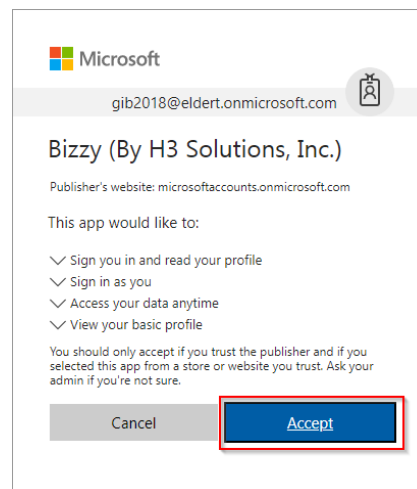 Microsoft
gib2018@eldert.onmicrosoft.com
Bizzy (By H3 Solutions, Inc.)
Publisher's website: microsoftaccounts.onmicrosoft.com
This app would like to:
Sign you in and read your profile
Sign in as you
Access your data anytime
View your basic profile
You should only accept if you trust the publisher and if you
selected this app from a store or website you trust. Ask your
admin if you're not sure.
Cancel
Accept